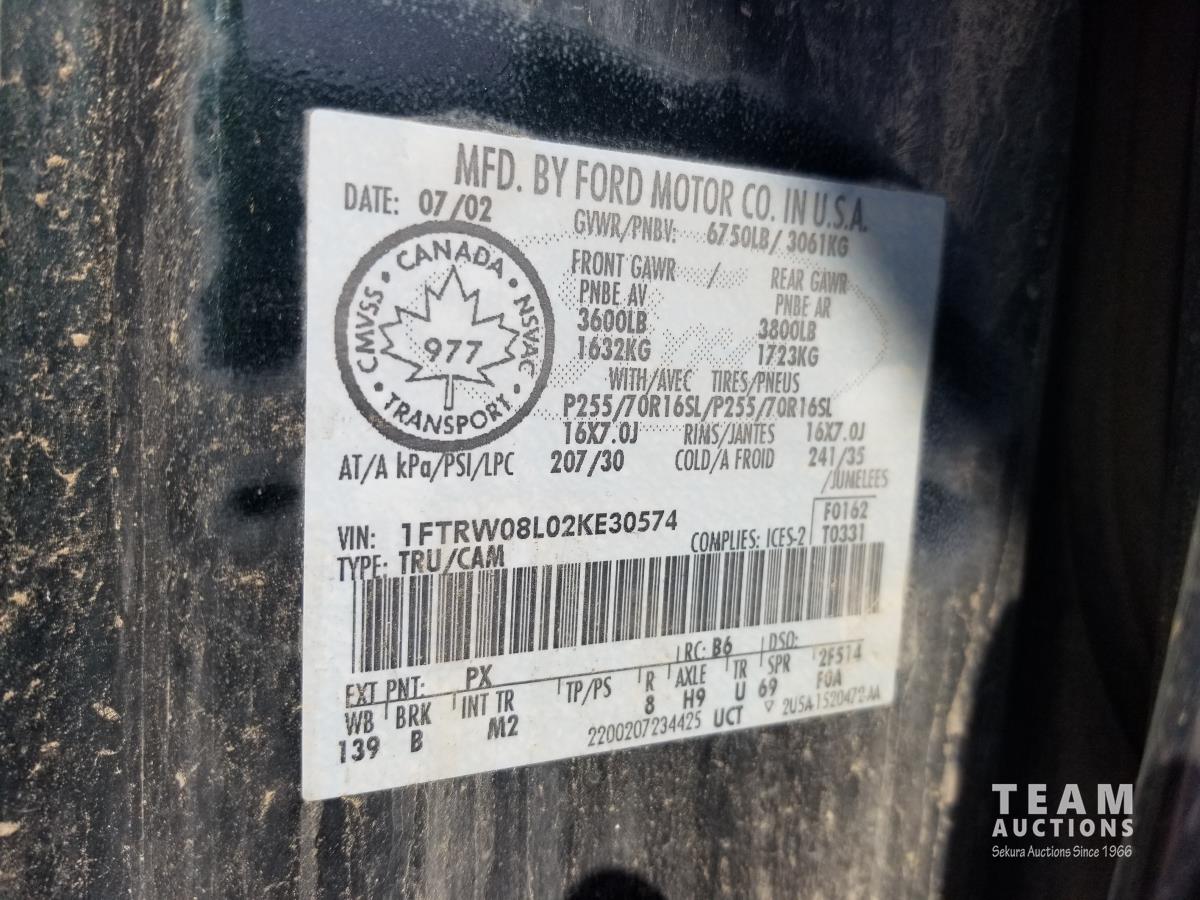 MFD. BY FORD MOTOR CO. IN U.S.A.
DATE: 07/02
GVWR/PNBV: 6750LB/3061KG
CANADA
CMVSS • NSVAC
977
TRANSPORT
FRONT GAWR / REAR GAWR
PNBE AV PNBE AR
3600LB 3800LB
1632KG 1723KG
WITH/AVEC TIRES/PNEUS
P255/70R16SL/P255/70R16SL
16X7.0J RIMS/JANTES 16X7.0J
AT/A kPa/PSI/LPC 207/30 COLD/A FROID 241/35
/JUMELEES
VIN: 1FTRW08L02KE30574
F0162
TYPE: TRU/CAM COMPLIES: ICES-2 T0331
EXT PNT: PX RC: B6 DSO:
WB BRK INT TR TP/PS R AXLE TR SPR 2F514
139 B M2 8 H9 U 69 F0A
2200207234425 UCT ▽ 2U5A1520472AA
TEAM
AUCTIONS
Sekura Auctions Since 1966